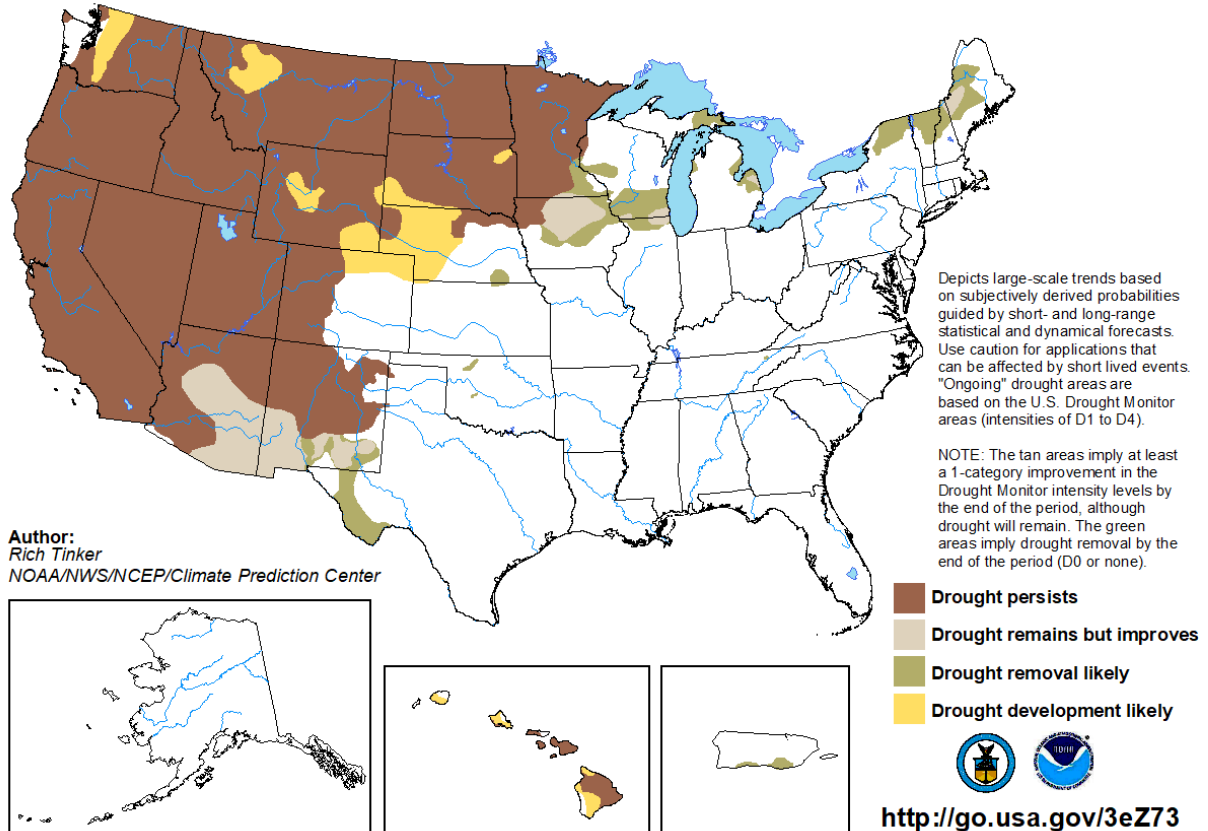 Depicts large-scale trends based
on subjectively derived probabilities
guided by short- and long-range
statistical and dynamical forecasts.
Use caution for applications that
can be affected by short lived events.
"Ongoing" drought areas are
based on the U.S. Drought Monitor
areas (intensities of D1 to D4).
NOTE: The tan areas imply at least
a 1-category improvement in the
Drought Monitor intensity levels by
the end of the period, although
drought will remain. The green
areas imply drought removal by the
end of the period (D0 or none).
Author:
Rich Tinker
NOAA/NWS/NCEP/Climate Prediction Center
Drought persists
Drought remains but improves
Drought removal likely
Drought development likely
http://go.usa.gov/3eZ73